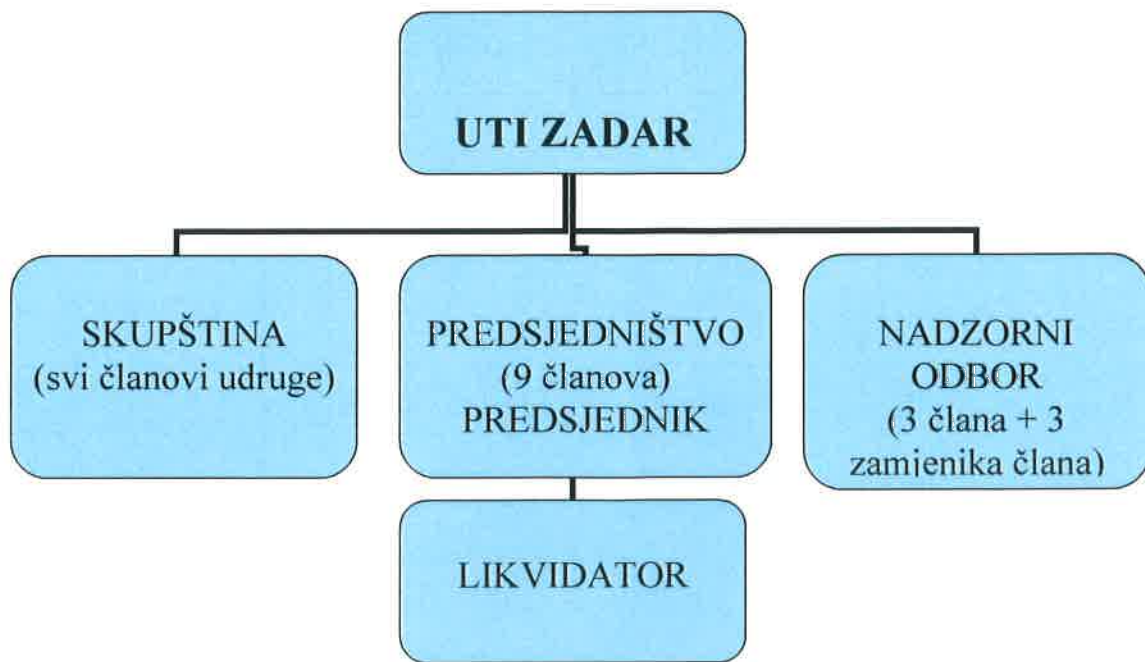 UTI ZADAR
SKUPŠTINA
(svi članovi udruge)
PREDSJEDNIŠTVO
(9 članova)
PREDSJEDNIK
NADZORNI
ODBOR
(3 člana + 3
zamjenika člana)
LIKVIDATOR